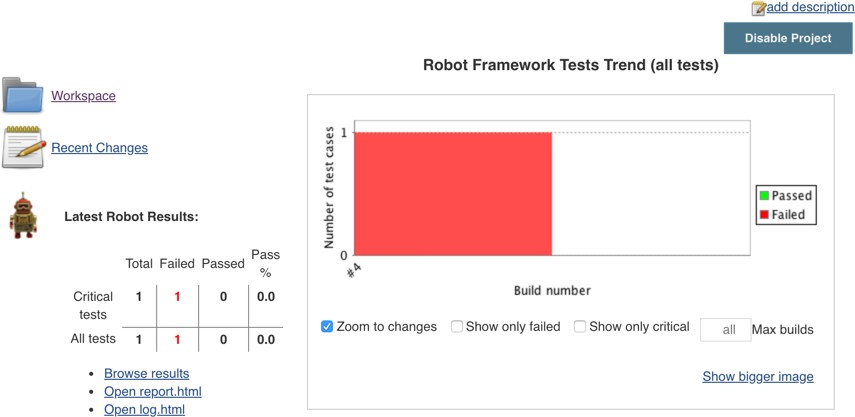 add description
Disable Project
Robot Framework Tests Trend (all tests)
Workspace
Recent Changes
Latest Robot Results:
Total Failed Passed Pass %
Critical tests 1 1 0 0.0
All tests 1 1 0 0.0
Browse results
Open report.html
Open log.html
Number of test cases
1
0
#4
Build number
Passed
Failed
Zoom to changes Show only failed Show only critical all Max builds
Show bigger image